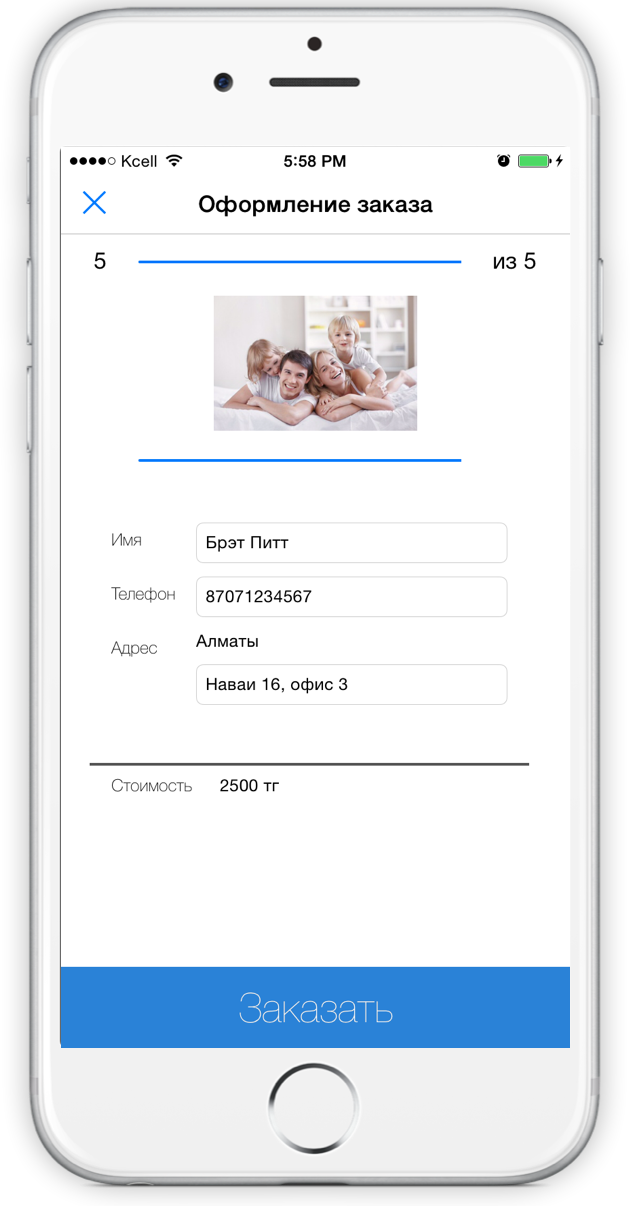 Kcell 5:58 PM
Оформление заказа
5 из 5
Имя Брэт Питт
Телефон 87071234567
Адрес Алматы
Наваи 16, офис 3
Стоимость 2500 тг
Заказать